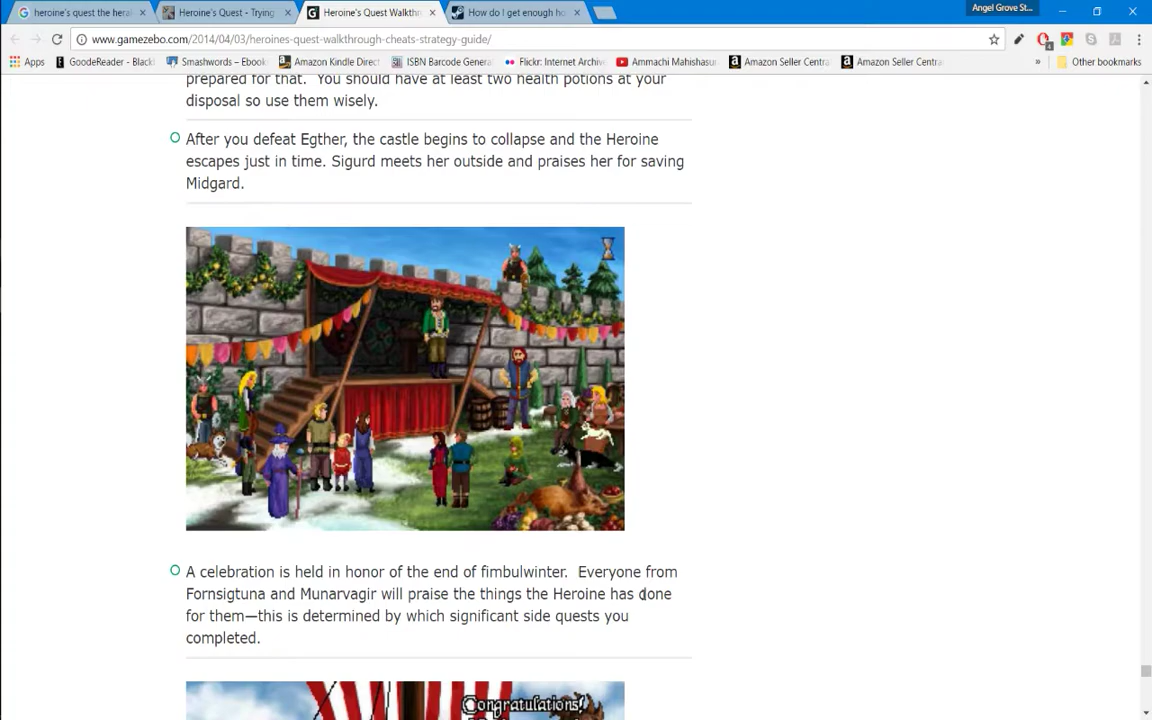 heroine's quest the hera
Heroine's Quest - Trying
Heroine's Quest Walkthr
How do I get enough ho
Angel Grove St...
www.gamezebo.com/2014/04/03/heroines-quest-walkthrough-cheats-strategy-guide/
Apps
GoodeReader - Black
Smashwords – Ebook
Amazon Kindle Direct
ISBN Barcode Genera
Flickr: Internet Archiv
Ammachi Mahishasu
Amazon Seller Centra
Amazon Seller Centra
»
Other bookmarks
prepared for that. You should have at least two health potions at your
disposal so use them wisely.
After you defeat Egther, the castle begins to collapse and the Heroine
escapes just in time. Sigurd meets her outside and praises her for saving
Midgard.
A celebration is held in honor of the end of fimbulwinter. Everyone from
Fornsigtuna and Munarvagir will praise the things the Heroine has done
for them—this is determined by which significant side quests you
completed.
Congratulations!